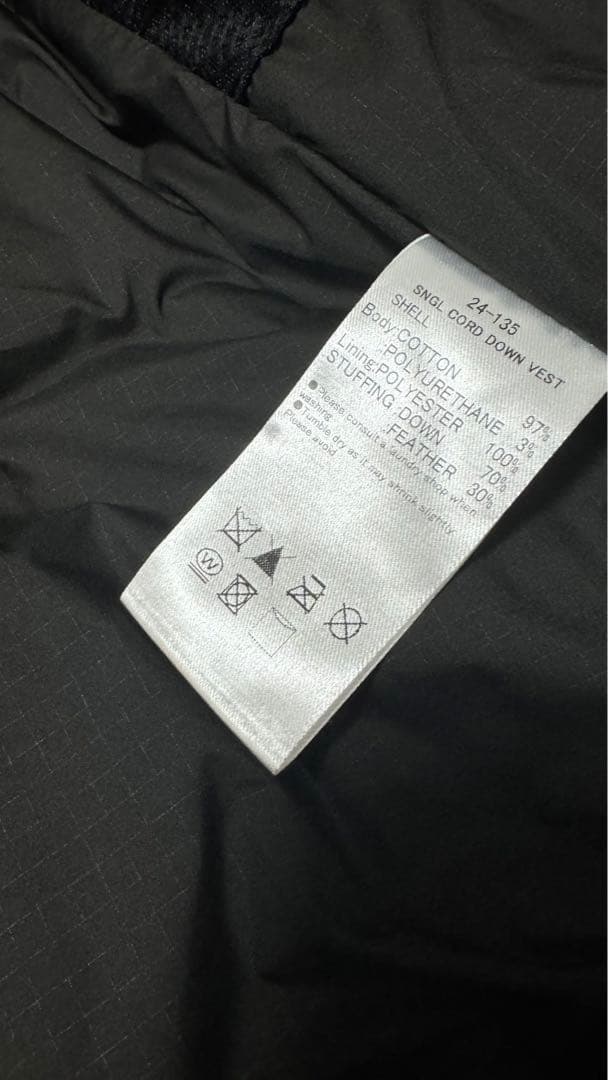 24-135
SNGL CORD DOWN VEST
SHELL
Body:COTTON 97%
:POLYURETHANE 3%
Lining:POLYESTER 100%
STUFFING:DOWN 70%
:FEATHER 30%
●Please consult a laundry shop when
washing
●Tumble dry as it may shrink slightly
Please avoid
W